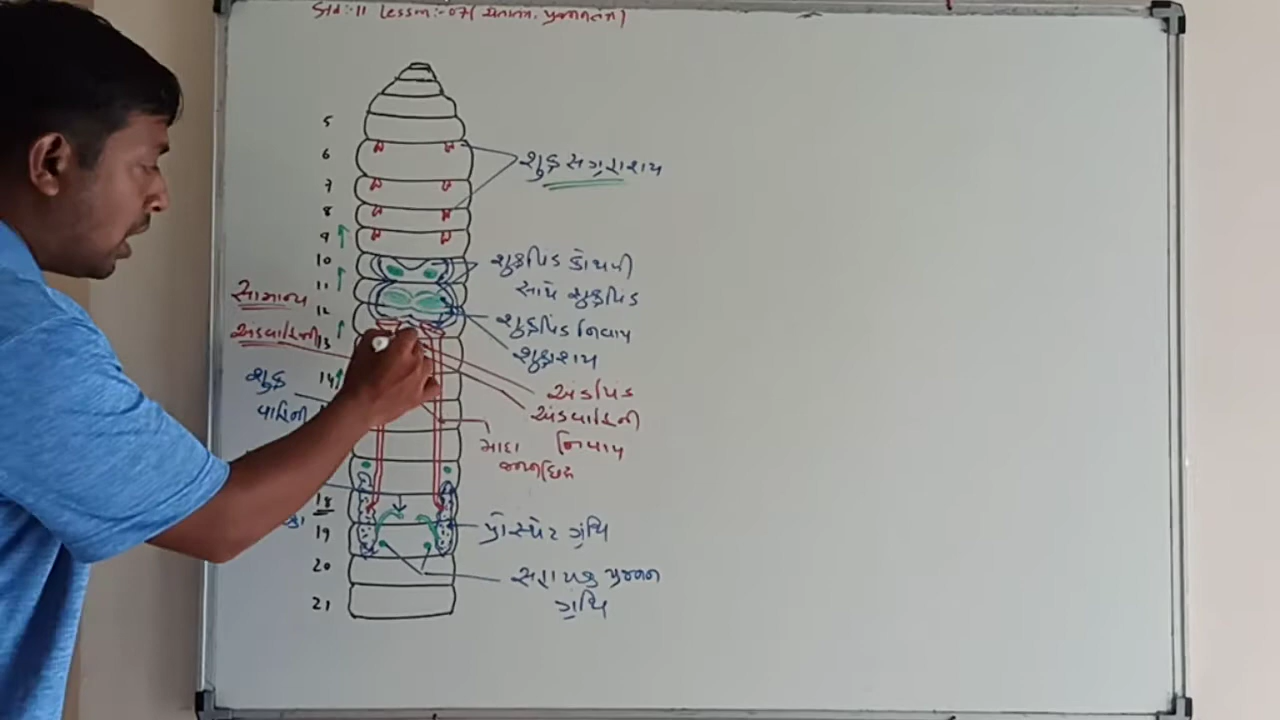 Std:-11 Lesson:-07 (
5
6
7
8
9
10
11
12
13
14
18
19
20
21
શુક્ર સંગ્રહાશય
શુક્રપિંડ કોથળી
સાથે શુક્રપિંડ
શુક્રપિંડ નિવાપ
શુક્રાશય
સામાન્ય
અંડવાહિની
શુક્ર
વાહિની
અંડપિંડ
અંડવાહિની
નિવાપ
માદા
જનનછિદ્ર
પ્રોસ્ટેટ ગ્રંથિ
સહાયક પ્રજનન
ગ્રંથિ